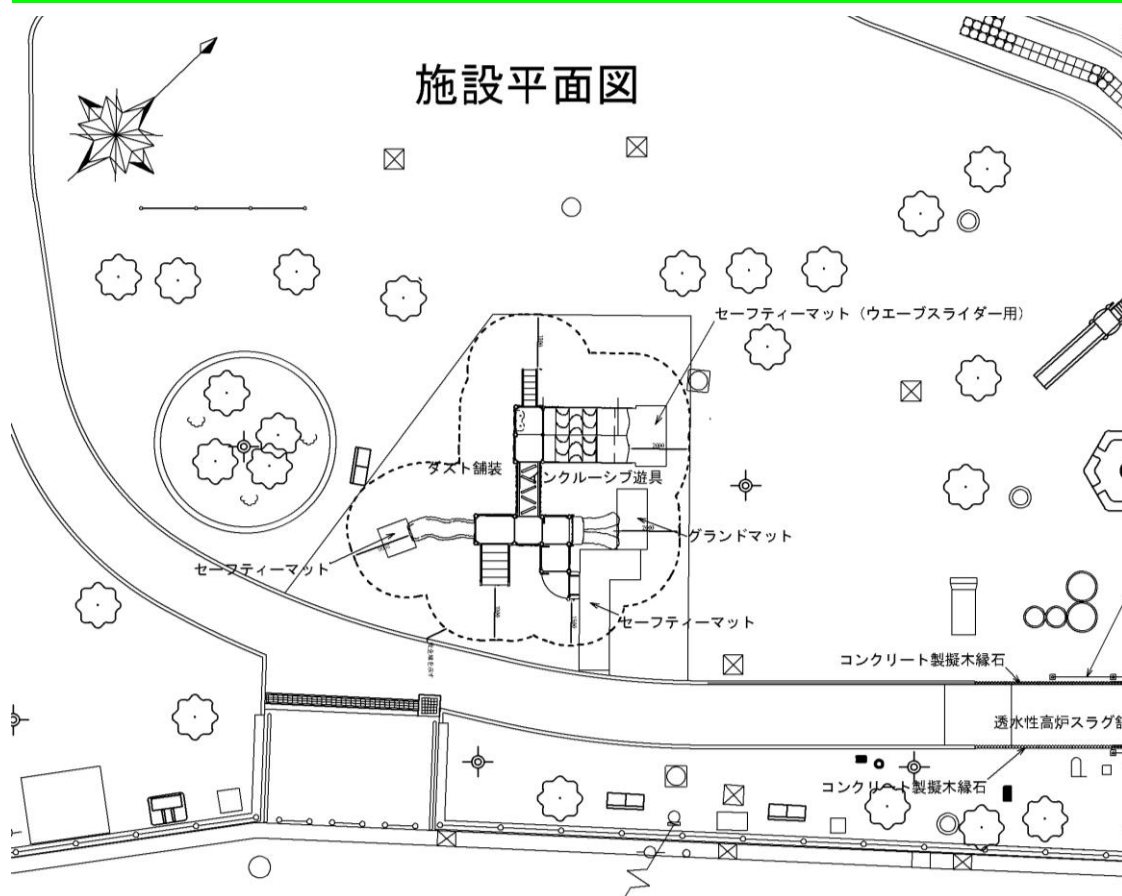 施設平面図
セーフティーマット（ウエーブスライダー用）
ダスト舗装
ンクルーシブ遊具
2000
グランドマット
セーフティーマット
セーフティーマット
コンクリート製擬木縁石
透水性高炉スラグ舗
コンクリート製擬木縁石